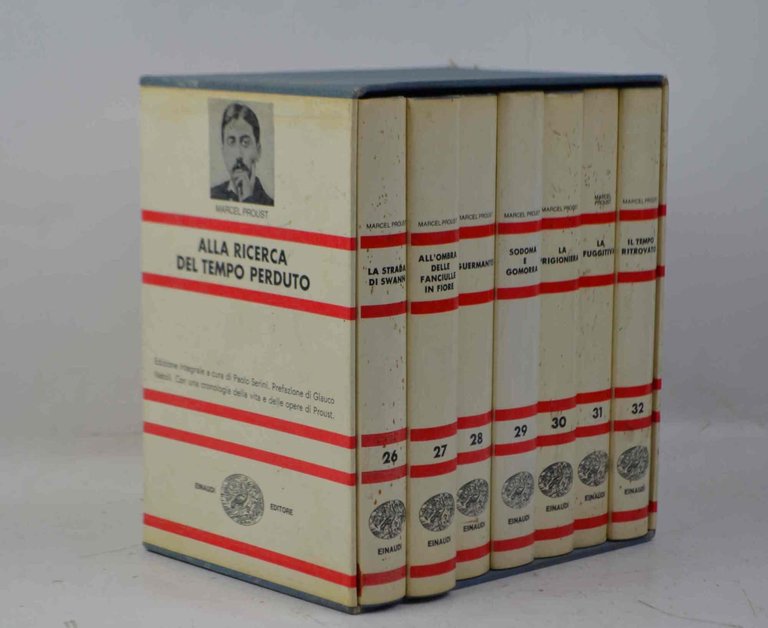 MARCEL PROUST
ALLA RICERCA
DEL TEMPO PERDUTO
Edizione integrale a cura di Paolo Serini. Prefazione di Glauco
Natoli. Con una cronologia della vita e delle opere di Proust.
EINAUDI
EDITORE
MARCEL PROUST
LA STRADA
DI SWANN
26
EINAUDI
MARCEL PROUST
ALL'OMBRA
DELLE
FANCIULLE
IN FIORE
27
EINAUDI
MARCEL PROUST
GUERMANTES
28
EINAUDI
MARCEL PROUST
SODOMA
E
GOMORRA
29
EINAUDI
MARCEL PROUST
LA
PRIGIONIERA
30
EINAUDI
MARCEL
PROUST
LA
FUGGITIVA
31
EINAUDI
MARCEL PROUST
IL TEMPO
RITROVATO
32
EINAUDI